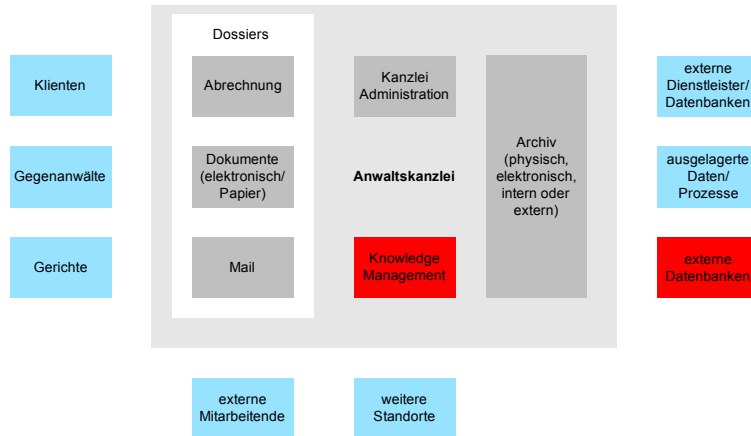 Dossiers
Klienten
Abrechnung
Kanzlei
Administration
externe
Dienstleister/
Datenbanken
Gegenanwälte
Dokumente
(elektronisch/
Papier)
Anwaltskanzlei
Archiv
(physisch,
elektronisch,
intern oder
extern)
ausgelagerte
Daten/
Prozesse
Gerichte
Mail
Knowledge
Management
externe
Datenbanken
externe
Mitarbeitende
weitere
Standorte